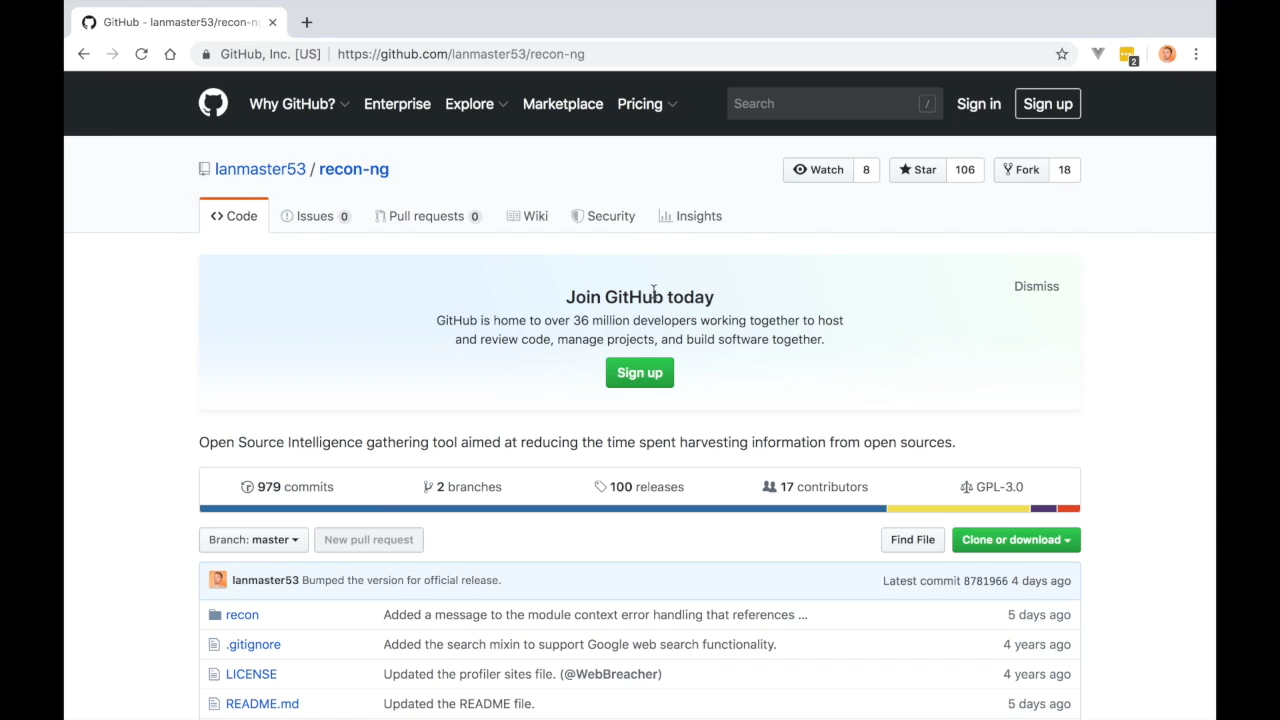 GitHub - lanmaster53/recon-n
GitHub, Inc. [US] | https://github.com/lanmaster53/recon-ng
2
Why GitHub? Enterprise Explore Marketplace Pricing Search / Sign in Sign up
lanmaster53 / recon-ng
Watch 8 Star 106 Fork 18
Code Issues 0 Pull requests 0 Wiki Security Insights
Dismiss
Join GitHub today
GitHub is home to over 36 million developers working together to host
and review code, manage projects, and build software together.
Sign up
Open Source Intelligence gathering tool aimed at reducing the time spent harvesting information from open sources.
979 commits 2 branches 100 releases 17 contributors GPL-3.0
Branch: master New pull request Find File Clone or download
lanmaster53 Bumped the version for official release. Latest commit 8781966 4 days ago
recon Added a message to the module context error handling that references ... 5 days ago
.gitignore Added the search mixin to support Google web search functionality. 4 years ago
LICENSE Updated the profiler sites file. (@WebBreacher) 4 years ago
README.md Updated the README file. 5 days ago